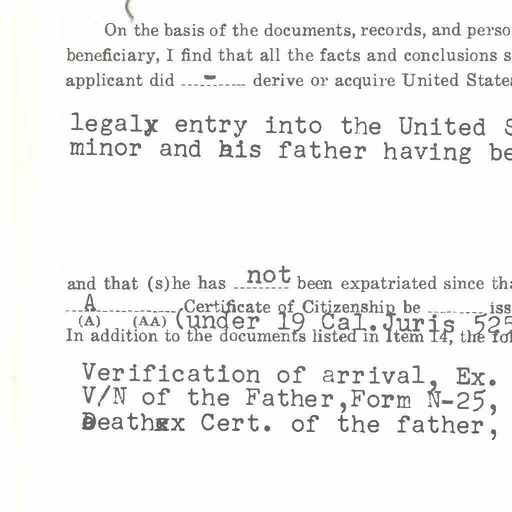 On the basis of the documents, records, and perso
beneficiary, I find that all the facts and conclusions s
applicant did ....-.... derive or acquire United States
legaly entry into the United S
minor and his father having be
and that (s)he has ...not... been expatriated since tha
...A... Certificate of Citizenship be ........ iss
(A) (AA) (under 19 Cal.Juris 525
In addition to the documents listed in Item 14, the fol
Verification of arrival, Ex.
V/N of the Father,Form N-25,
Death Cert. of the father,